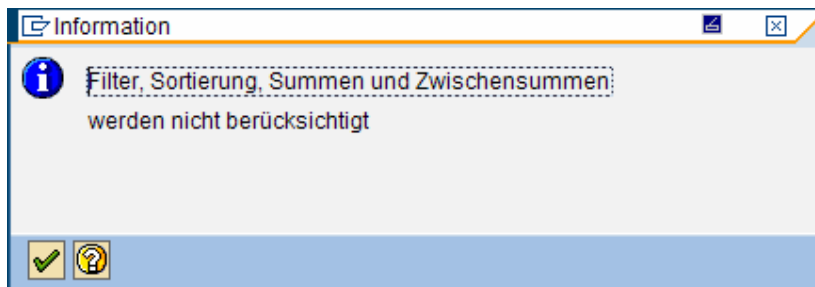 Information
Filter, Sortierung, Summen und Zwischensummen
werden nicht berücksichtigt